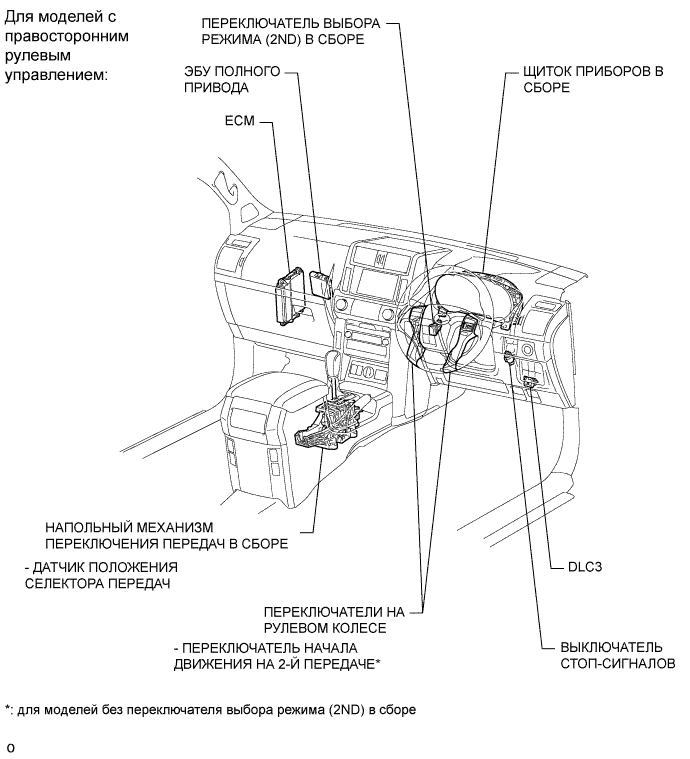 Для моделей с
правосторонним
рулевым
управлением:
ПЕРЕКЛЮЧАТЕЛЬ ВЫБОРА
РЕЖИМА (2ND) В СБОРЕ
ЭБУ ПОЛНОГО
ПРИВОДА
ЩИТОК ПРИБОРОВ В
СБОРЕ
ECM
НАПОЛЬНЫЙ МЕХАНИЗМ
ПЕРЕКЛЮЧЕНИЯ ПЕРЕДАЧ В СБОРЕ
- ДАТЧИК ПОЛОЖЕНИЯ
СЕЛЕКТОРА ПЕРЕДАЧ
DLC3
ПЕРЕКЛЮЧАТЕЛИ НА
РУЛЕВОМ КОЛЕСЕ
- ПЕРЕКЛЮЧАТЕЛЬ НАЧАЛА
ДВИЖЕНИЯ НА 2-Й ПЕРЕДАЧЕ*
ВЫКЛЮЧАТЕЛЬ
СТОП-СИГНАЛОВ
*: для моделей без переключателя выбора режима (2ND) в сборе
o